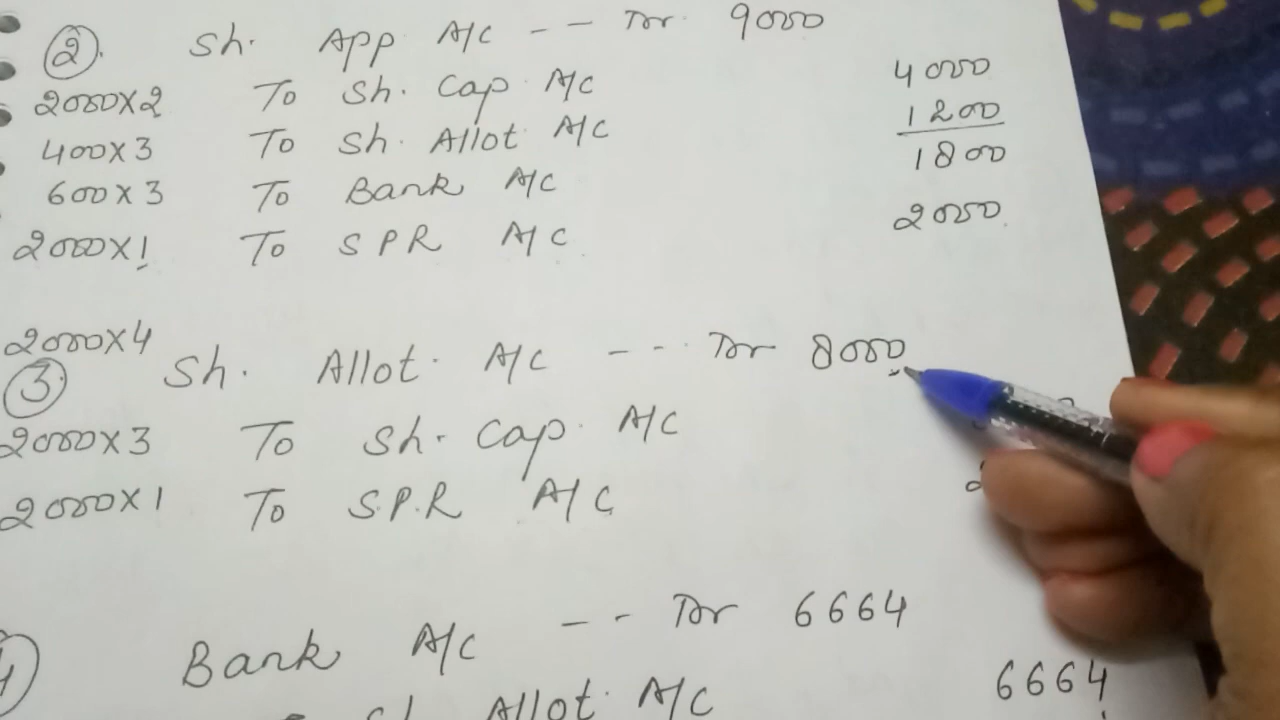 2. Sh. App A/C -- Dr. 9000
2000x2 To Sh. Cap. A/C 4000
400x3 To Sh. Allot A/C 1200
600x3 To Bank A/C 1800
2000x1 To SPR A/C 2000
2000x4
3 Sh. Allot. A/C --- Dr 8000
2000x3 To Sh. Cap. A/C
2000x1 To S.P.R A/C
4 Bank A/C -- Dr 6664
Allot. A/C 6664